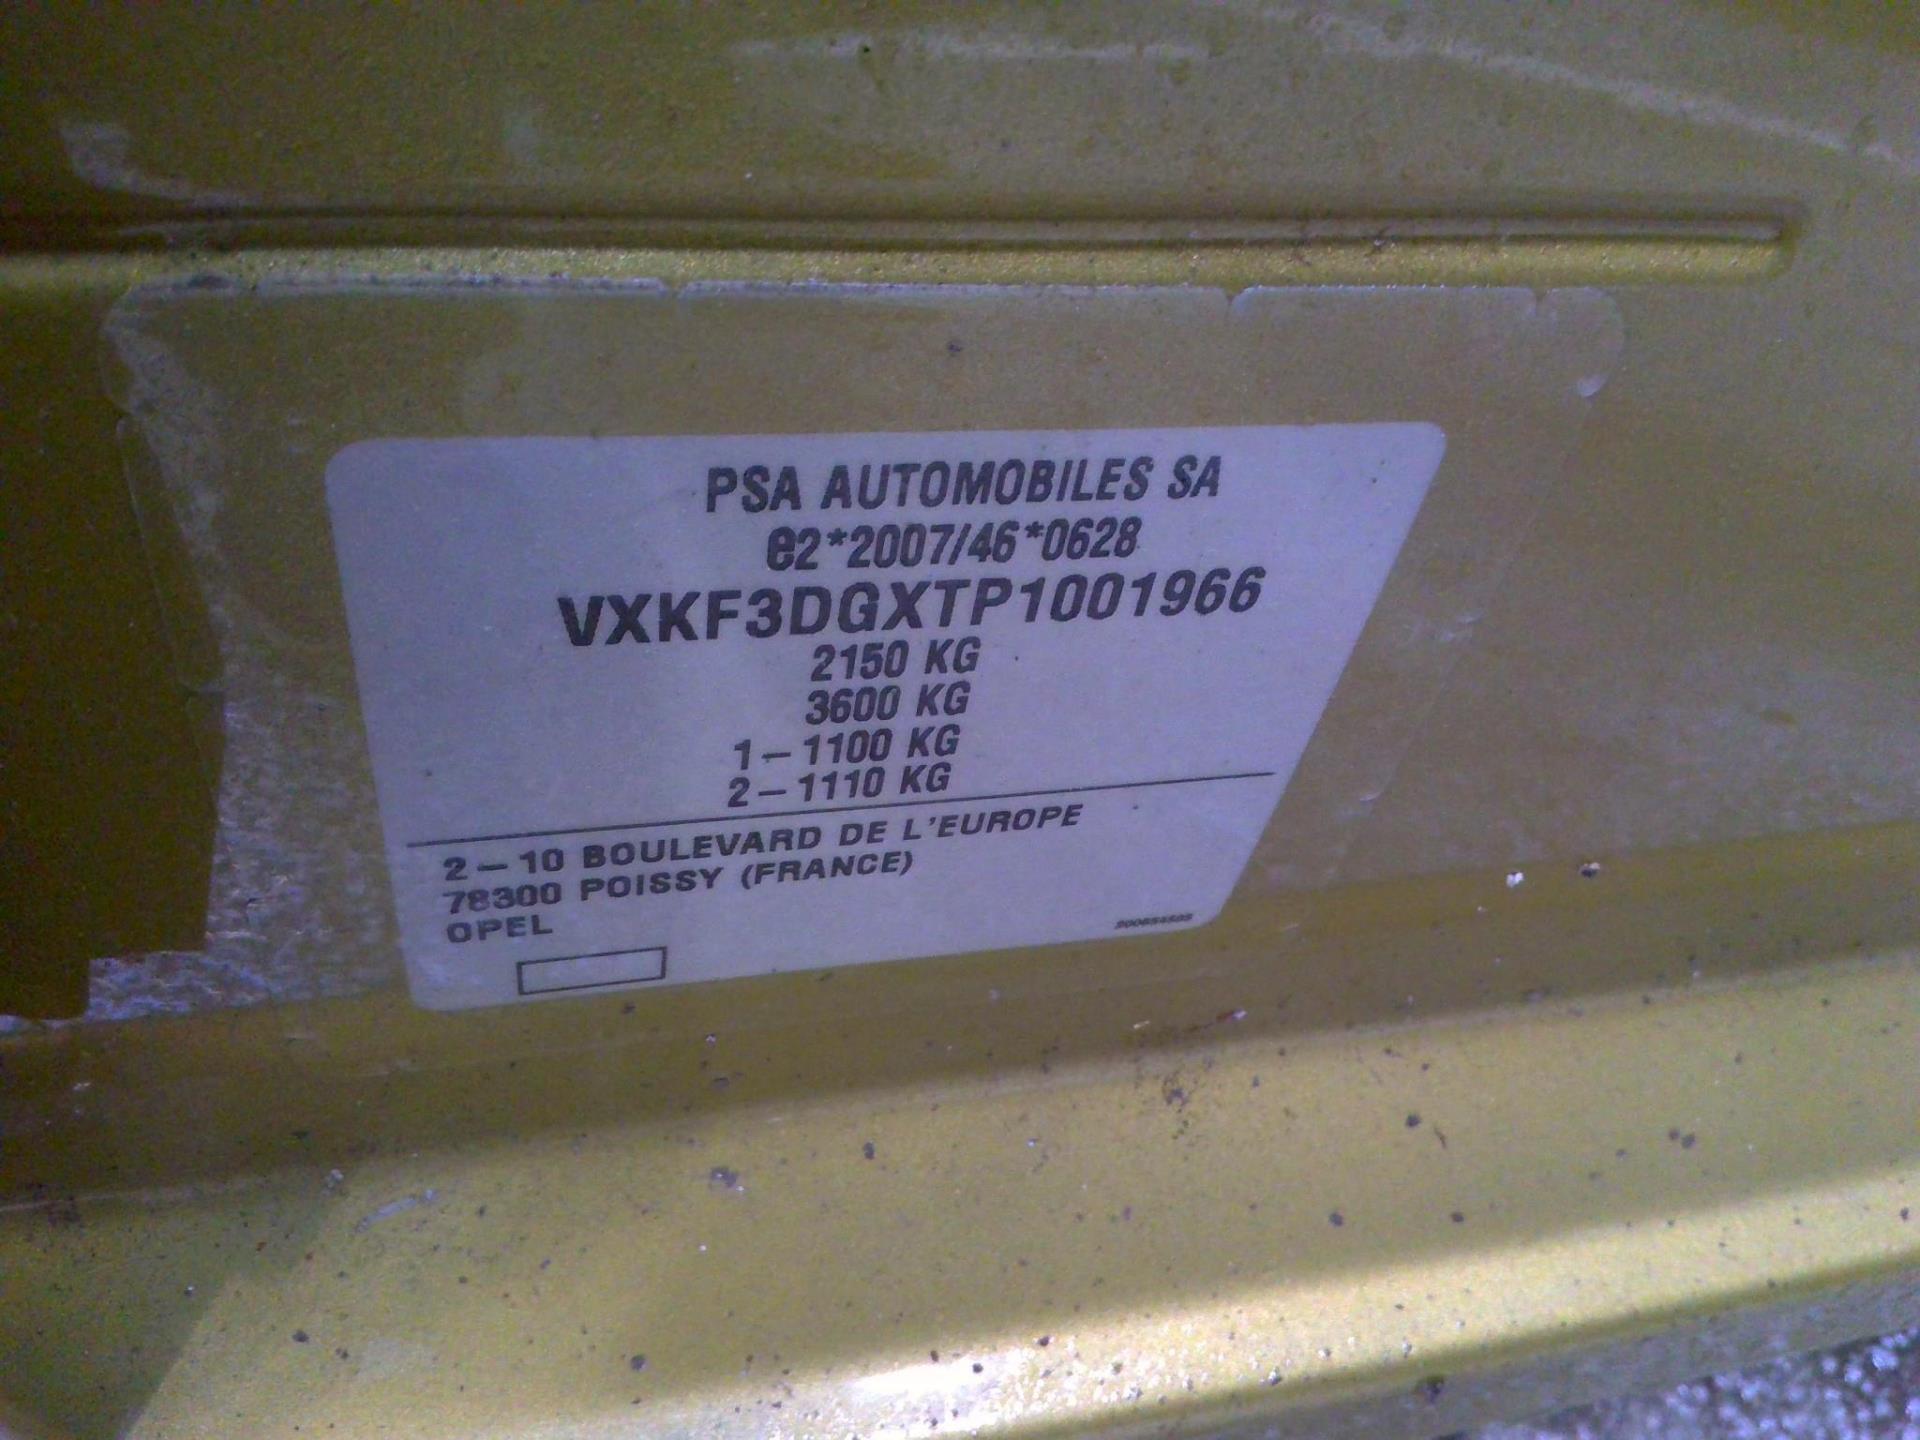 PSA AUTOMOBILES SA
e2*2007/46*0628
VXKF3DGXTP1001966
2150 KG
3600 KG
1-1100 KG
2-1110 KG
2-10 BOULEVARD DE L'EUROPE
78300 POISSY (FRANCE)
OPEL